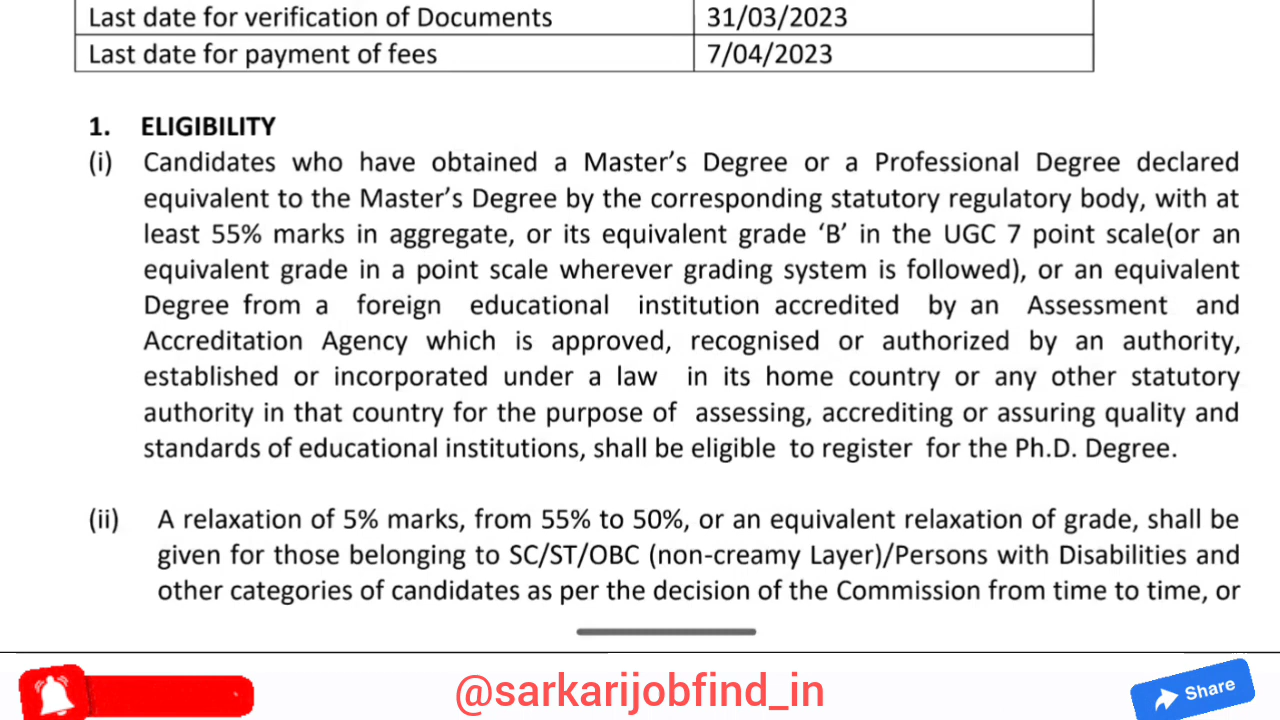 Last date for verification of Documents 31/03/2023
Last date for payment of fees 7/04/2023
1. ELIGIBILITY
(i) Candidates who have obtained a Master’s Degree or a Professional Degree declared
equivalent to the Master’s Degree by the corresponding statutory regulatory body, with at
least 55% marks in aggregate, or its equivalent grade ‘B’ in the UGC 7 point scale(or an
equivalent grade in a point scale wherever grading system is followed), or an equivalent
Degree from a foreign educational institution accredited by an Assessment and
Accreditation Agency which is approved, recognised or authorized by an authority,
established or incorporated under a law in its home country or any other statutory
authority in that country for the purpose of assessing, accrediting or assuring quality and
standards of educational institutions, shall be eligible to register for the Ph.D. Degree.
(ii) A relaxation of 5% marks, from 55% to 50%, or an equivalent relaxation of grade, shall be
given for those belonging to SC/ST/OBC (non-creamy Layer)/Persons with Disabilities and
other categories of candidates as per the decision of the Commission from time to time, or
@sarkarijobfind_in
Share